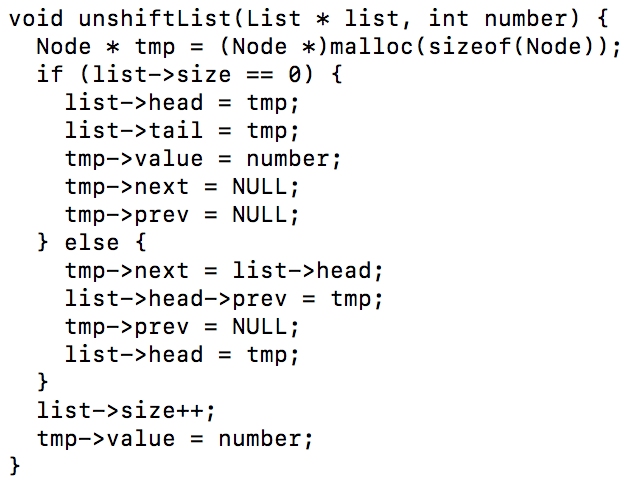 void unshiftList(List * list, int number) {
  Node * tmp = (Node *)malloc(sizeof(Node));
  if (list->size == 0) {
    list->head = tmp;
    list->tail = tmp;
    tmp->value = number;
    tmp->next = NULL;
    tmp->prev = NULL;
  } else {
    tmp->next = list->head;
    list->head->prev = tmp;
    tmp->prev = NULL;
    list->head = tmp;
  }
  list->size++;
  tmp->value = number;
}